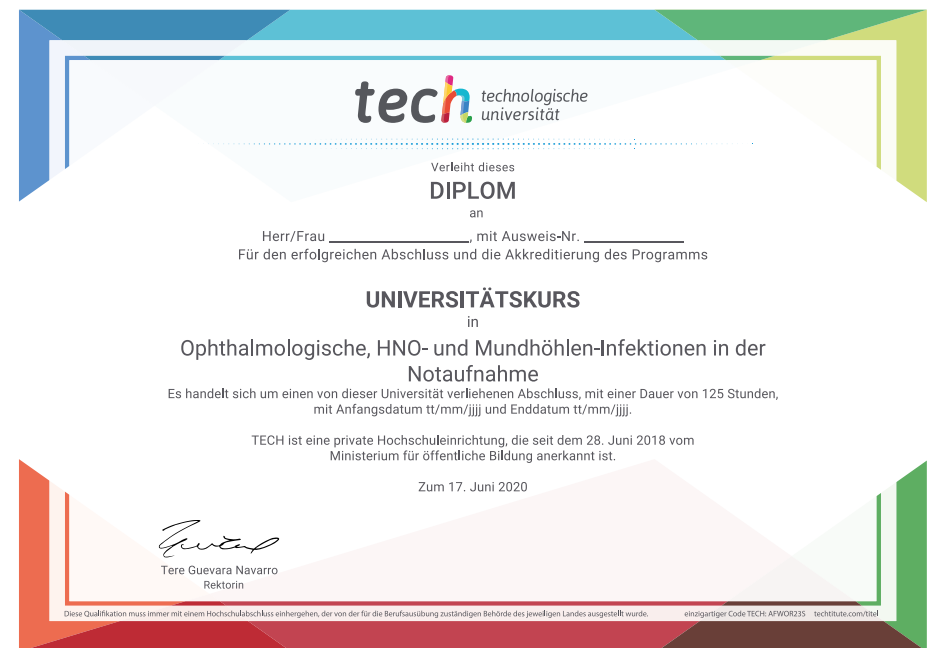 tech technologische
universität
Verleiht dieses
DIPLOM
an
Herr/Frau ____________________, mit Ausweis-Nr. ______________
Für den erfolgreichen Abschluss und die Akkreditierung des Programms
UNIVERSITÄTSKURS
in
Ophthalmologische, HNO- und Mundhöhlen-Infektionen in der
Notaufnahme
Es handelt sich um einen von dieser Universität verliehenen Abschluss, mit einer Dauer von 125 Stunden,
mit Anfangsdatum tt/mm/jjjj und Enddatum tt/mm/jjjj.
TECH ist eine private Hochschuleinrichtung, die seit dem 28. Juni 2018 vom
Ministerium für öffentliche Bildung anerkannt ist.
Zum 17. Juni 2020
Tere Guevara Navarro
Rektorin
Diese Qualifikation muss immer mit einem Hochschulabschluss einhergehen, der von der für die Berufsausübung zuständigen Behörde des jeweiligen Landes ausgestellt wurde. einzigartiger Code TECH: AFWOR23S techtitute.com/titel